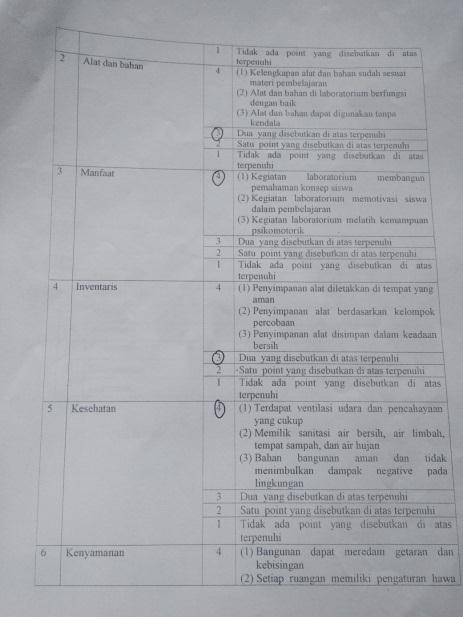 1 Tidak ada point yang disebutkan di atas
terpenuhi
2 Alat dan bahan 4 (1) Kelengkapan alat dan bahan sudah sesuai
materi pembelajaran
(2) Alat dan bahan di laboratorium berfungsi
dengan baik
(3) Alat dan bahan dapat digunakan tanpa
kendala
3 Dua yang disebutkan di atas terpenuhi
2 Satu point yang disebutkan di atas terpenuhi
1 Tidak ada point yang disebutkan di atas
terpenuhi
3 Manfaat 4 (1) Kegiatan laboratorium membangun
pemahaman konsep siswa
(2) Kegiatan laboratorium memotivasi siswa
dalam pembelajaran
(3) Kegiatan laboratorium melatih kemampuan
psikomotorik
3 Dua yang disebutkan di atas terpenuhi
2 Satu point yang disebutkan di atas terpenuhi
1 Tidak ada point yang disebutkan di atas
terpenuhi
4 Inventaris 4 (1) Penyimpanan alat diletakkan di tempat yang
aman
(2) Penyimpanan alat berdasarkan kelompok
percobaan
(3) Penyimpanan alat disimpan dalam keadaan
bersih
3 Dua yang disebutkan di atas terpenuhi
2 Satu point yang disebutkan di atas terpenuhi
1 Tidak ada point yang disebutkan di atas
terpenuhi
5 Kesehatan 4 (1) Terdapat ventilasi udara dan pencahayaan
yang cukup
(2) Memilik sanitasi air bersih, air limbah,
tempat sampah, dan air hujan
(3) Bahan bangunan aman dan tidak
menimbulkan dampak negative pada
lingkungan
3 Dua yang disebutkan di atas terpenuhi
2 Satu point yang disebutkan di atas terpenuhi
1 Tidak ada point yang disebutkan di atas
terpenuhi
6 Kenyamanan 4 (1) Bangunan dapat meredam getaran dan
kebisingan
(2) Setiap ruangan memiliki pengaturan hawa